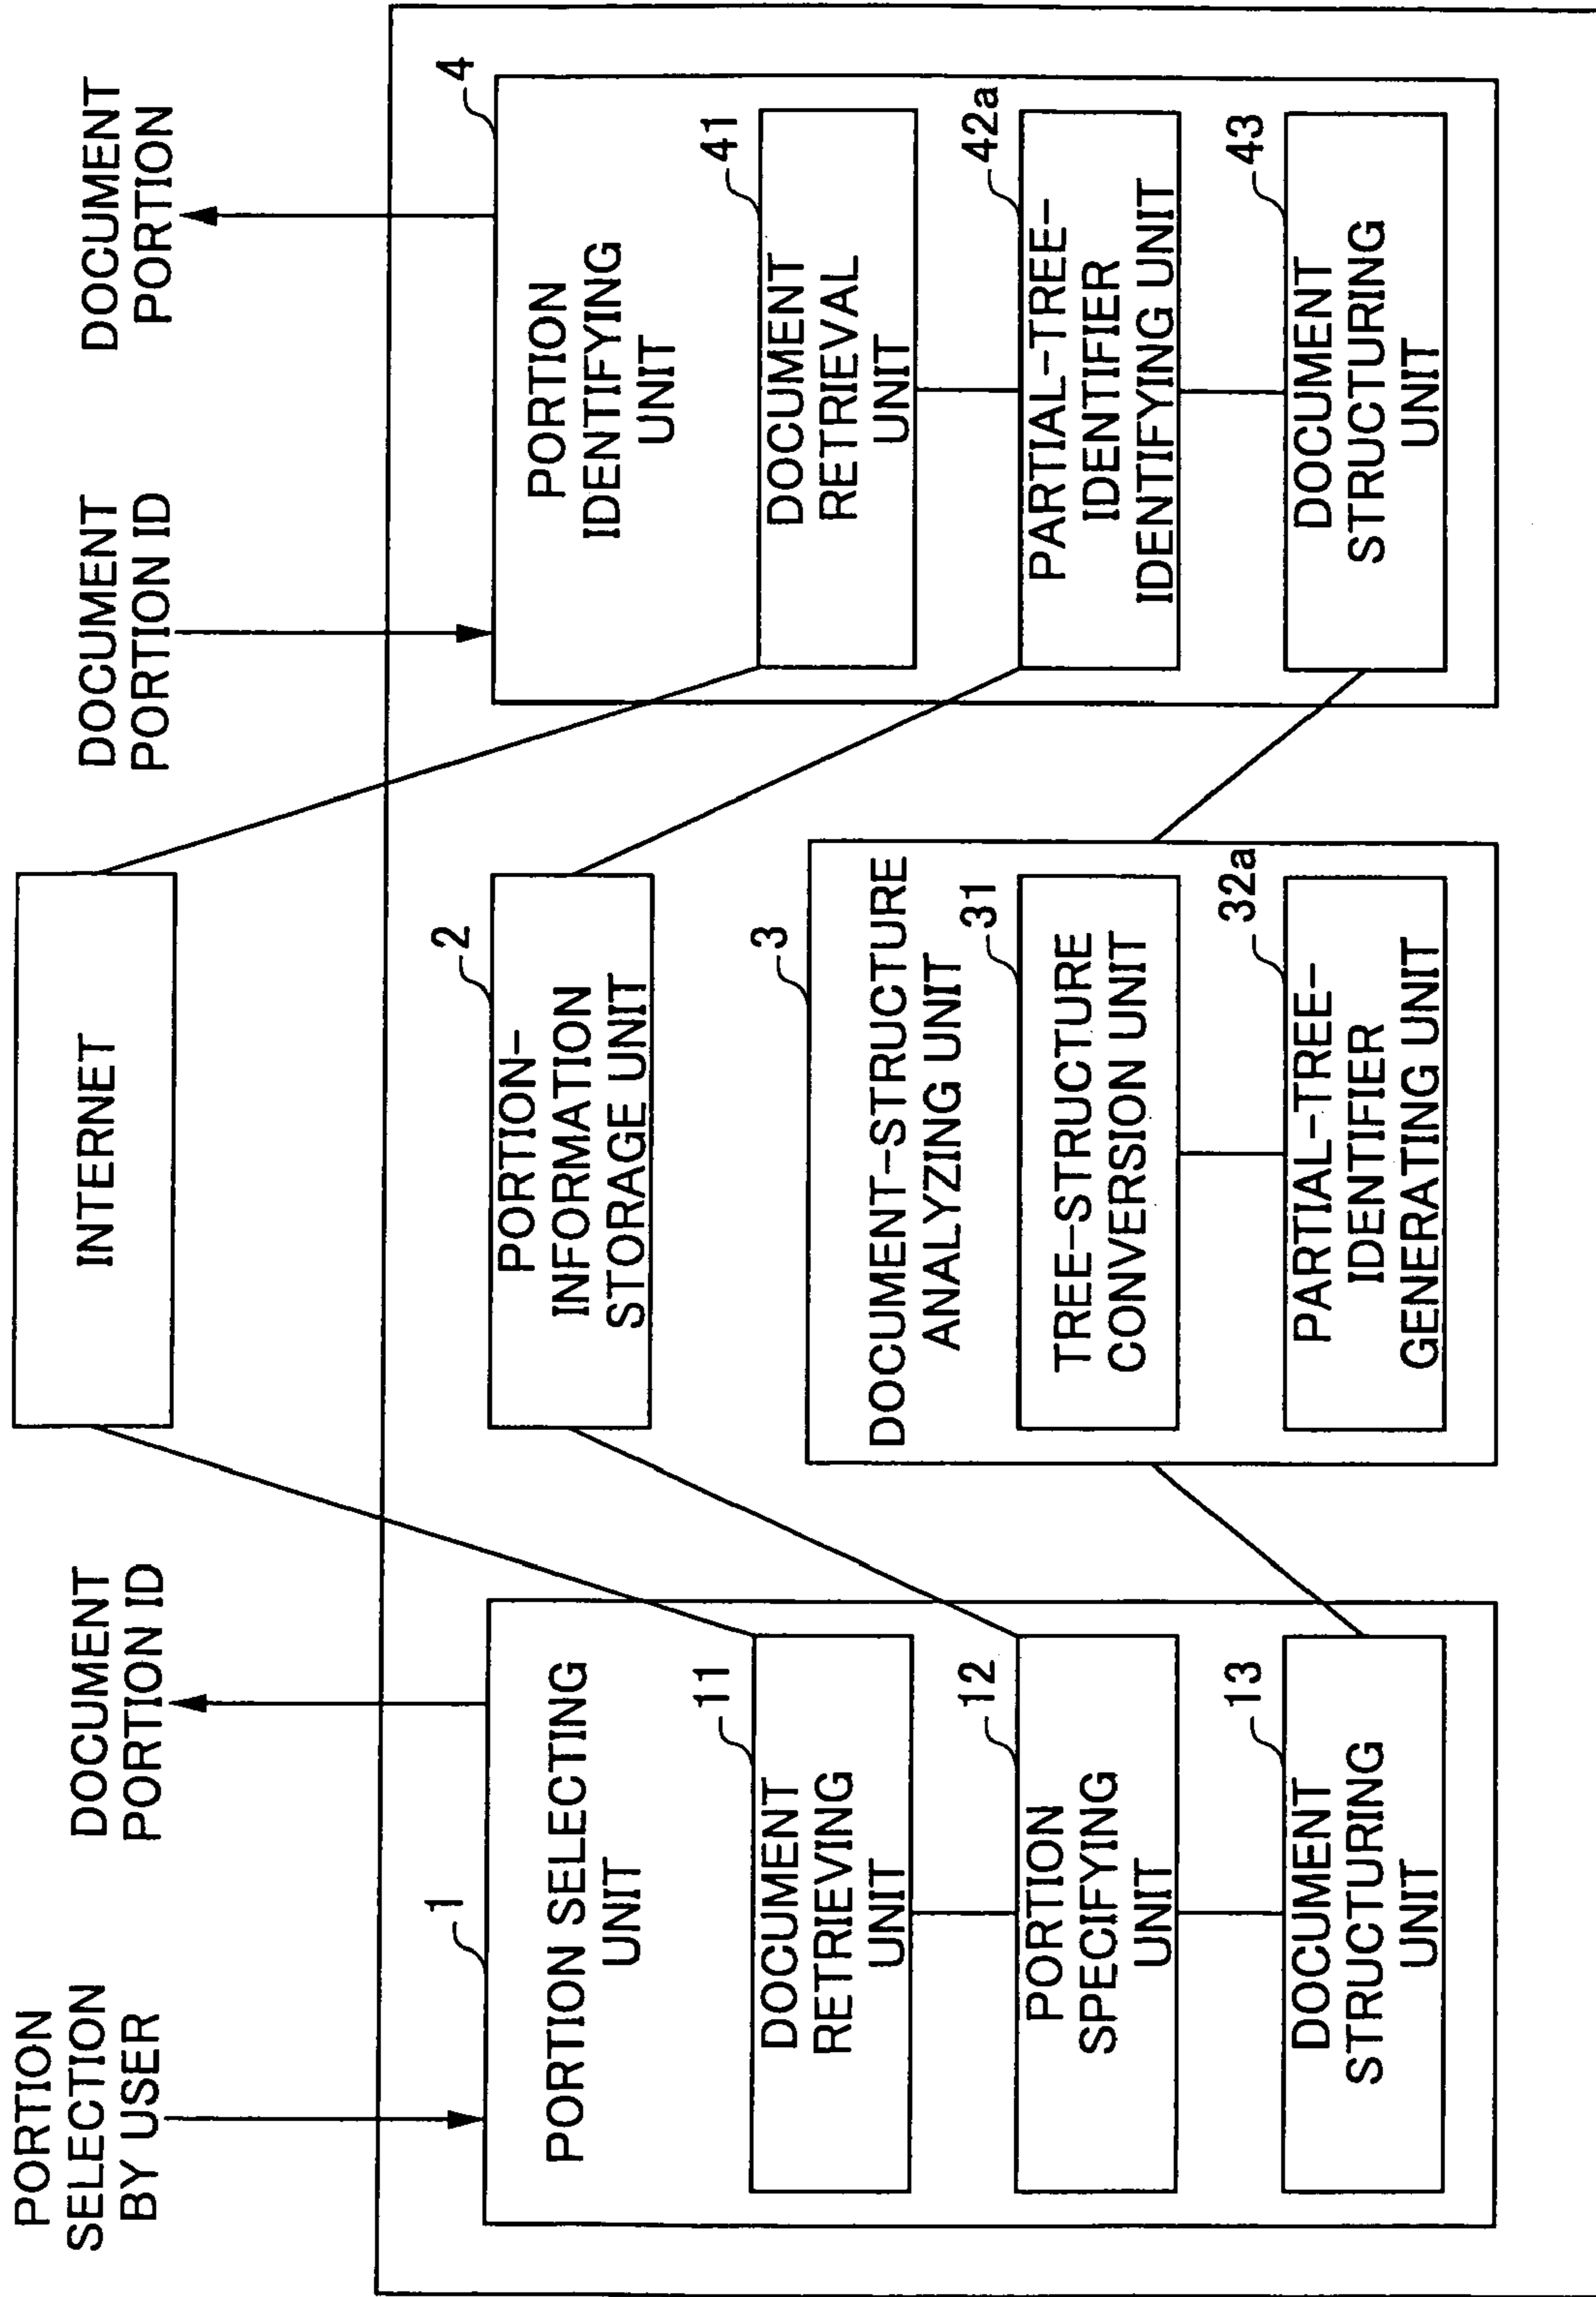 PORTION
SELECTION
BY USER
DOCUMENT
PORTION ID
INTERNET
DOCUMENT
PORTION ID
DOCUMENT
PORTION
1
PORTION SELECTING
UNIT
11
DOCUMENT
RETRIEVING
UNIT
12
PORTION
SPECIFYING
UNIT
13
DOCUMENT
STRUCTURING
UNIT
2
PORTION-
INFORMATION
STORAGE UNIT
3
DOCUMENT-STRUCTURE
ANALYZING UNIT
31
TREE-STRUCTURE
CONVERSION UNIT
32a
PARTIAL-TREE-
IDENTIFIER
GENERATING UNIT
4
PORTION
IDENTIFYING
UNIT
41
DOCUMENT
RETRIEVAL
UNIT
42a
PARTIAL-TREE-
IDENTIFIER
IDENTIFYING UNIT
43
DOCUMENT
STRUCTURING
UNIT